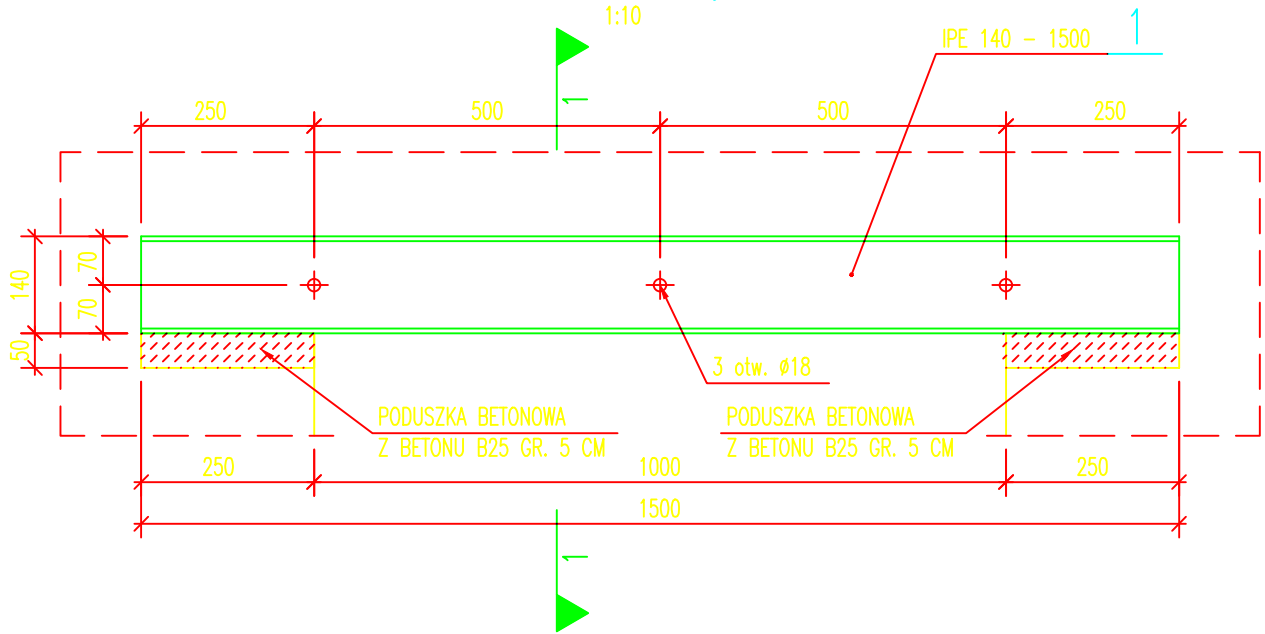 1:10
1
IPE 140 - 1500
250
500
500
250
1
70
140
70
50
3 otw. ø18
PODUSZKA BETONOWA
Z BETONU B25 GR. 5 CM
PODUSZKA BETONOWA
Z BETONU B25 GR. 5 CM
250
1000
250
1500
1